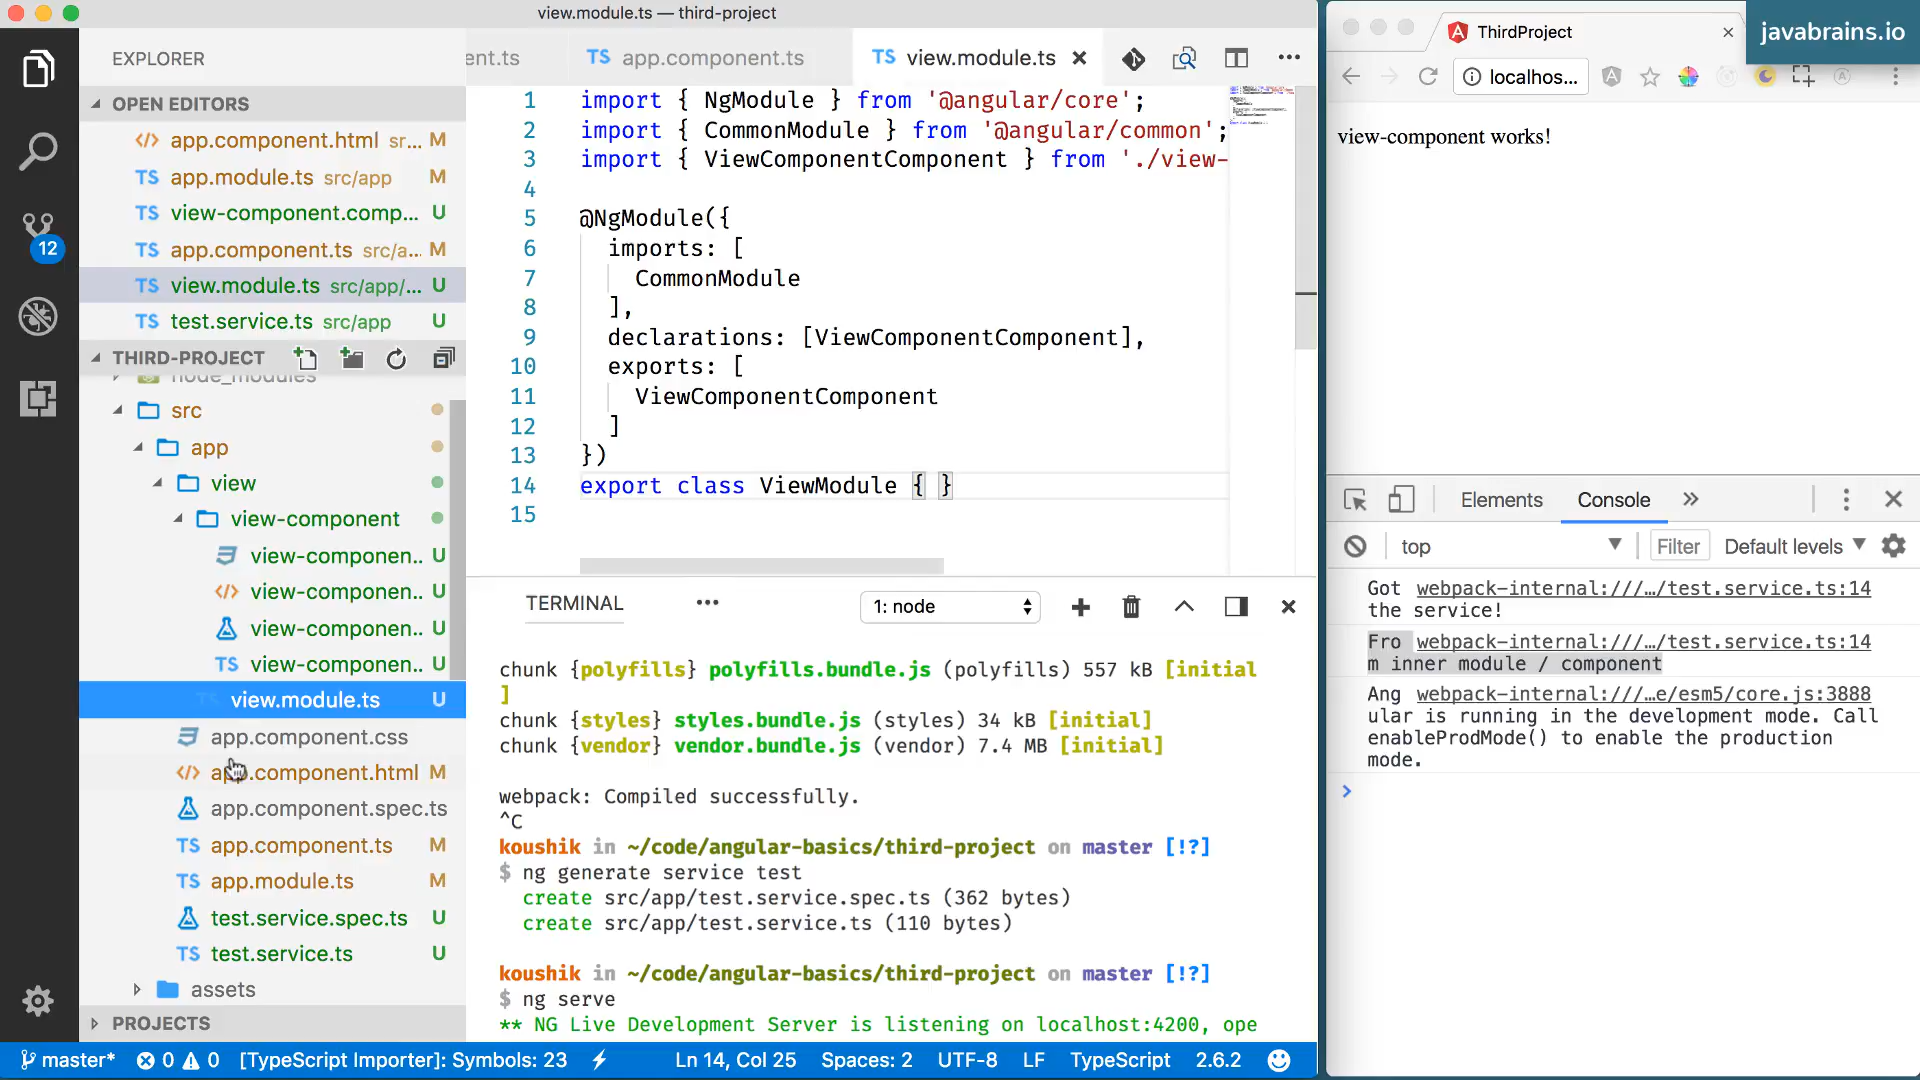 view.module.ts — third-project
ThirdProject
javabrains.io
localhos...
EXPLORER
ent.ts
TS app.component.ts
TS view.module.ts
OPEN EDITORS
app.component.html sr... M
TS app.module.ts src/app M
TS view-component.comp... U
TS app.component.ts src/a... M
TS view.module.ts src/app/... U
TS test.service.ts src/app U
THIRD-PROJECT
node_modules
src
app
view
view-component
view-componen.. U
view-componen.. U
view-componen.. U
TS view-componen.. U
view.module.ts U
app.component.css
app.component.html M
app.component.spec.ts
TS app.component.ts M
TS app.module.ts M
test.service.spec.ts U
TS test.service.ts U
assets
PROJECTS
12
1 import { NgModule } from '@angular/core';
2 import { CommonModule } from '@angular/common';
3 import { ViewComponentComponent } from './view-
4
5 @NgModule({
6 imports: [
7 CommonModule
8 ],
9 declarations: [ViewComponentComponent],
10 exports: [
11 ViewComponentComponent
12 ]
13 })
14 export class ViewModule { }
15
TERMINAL
1: node
chunk {polyfills} polyfills.bundle.js (polyfills) 557 kB [initial
]
chunk {styles} styles.bundle.js (styles) 34 kB [initial]
chunk {vendor} vendor.bundle.js (vendor) 7.4 MB [initial]
webpack: Compiled successfully.
^C
koushik in ~/code/angular-basics/third-project on master [!?]
$ ng generate service test
create src/app/test.service.spec.ts (362 bytes)
create src/app/test.service.ts (110 bytes)
koushik in ~/code/angular-basics/third-project on master [!?]
$ ng serve
** NG Live Development Server is listening on localhost:4200, ope
view-component works!
Elements
Console
top
Filter
Default levels
Got webpack-internal:///…/test.service.ts:14
the service!
Fro webpack-internal:///…/test.service.ts:14
m inner module / component
Ang webpack-internal:///…e/esm5/core.js:3888
ular is running in the development mode. Call
enableProdMode() to enable the production
mode.
master* 0 0 [TypeScript Importer]: Symbols: 23 Ln 14, Col 25 Spaces: 2 UTF-8 LF TypeScript 2.6.2